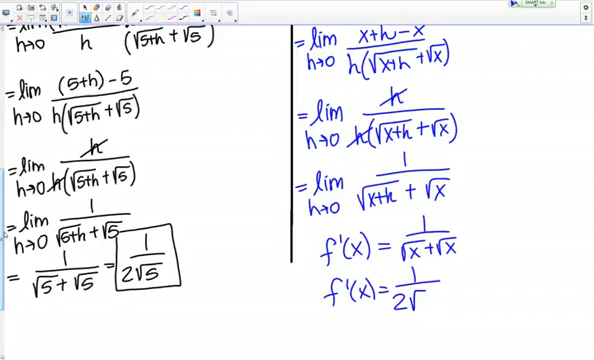 h (√5+h + √5)
= lim h→0 (5+h) - 5 / h(√5+h + √5)
= lim h→0 h / h(√5+h + √5)
= lim h→0 1 / √5+h + √5
= 1 / √5 + √5 = 1 / 2√5
= lim h→0 x+h-x / h(√x+h + √x)
= lim h→0 h / h(√x+h + √x)
= lim h→0 1 / √x+h + √x
f'(x) = 1 / √x + √x
f'(x) = 1 / 2√